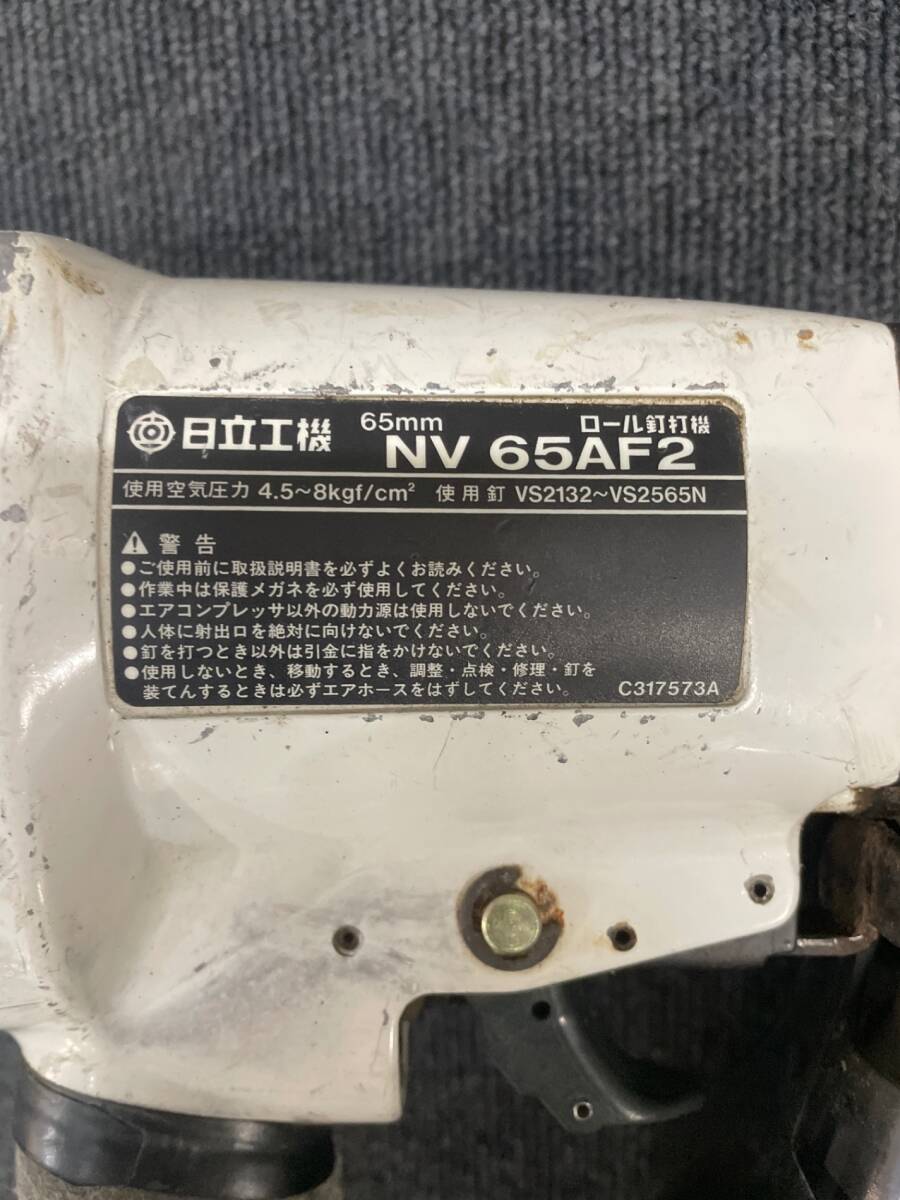 日立工機 65mm ロール釘打機
NV 65AF2
使用空気圧力 4.5~8kgf/cm² 使用釘 VS2132~VS2565N
⚠ 警告
●ご使用前に取扱説明書を必ずよくお読みください。
●作業中は保護メガネを必ず使用してください。
●エアコンプレッサ以外の動力源は使用しないでください。
●人体に射出口を絶対に向けないでください。
●釘を打つとき以外は引金に指をかけないでください。
●使用しないとき、移動するとき、調整・点検・修理・釘を
装てんするときは必ずエアホースをはずしてください。 C317573A